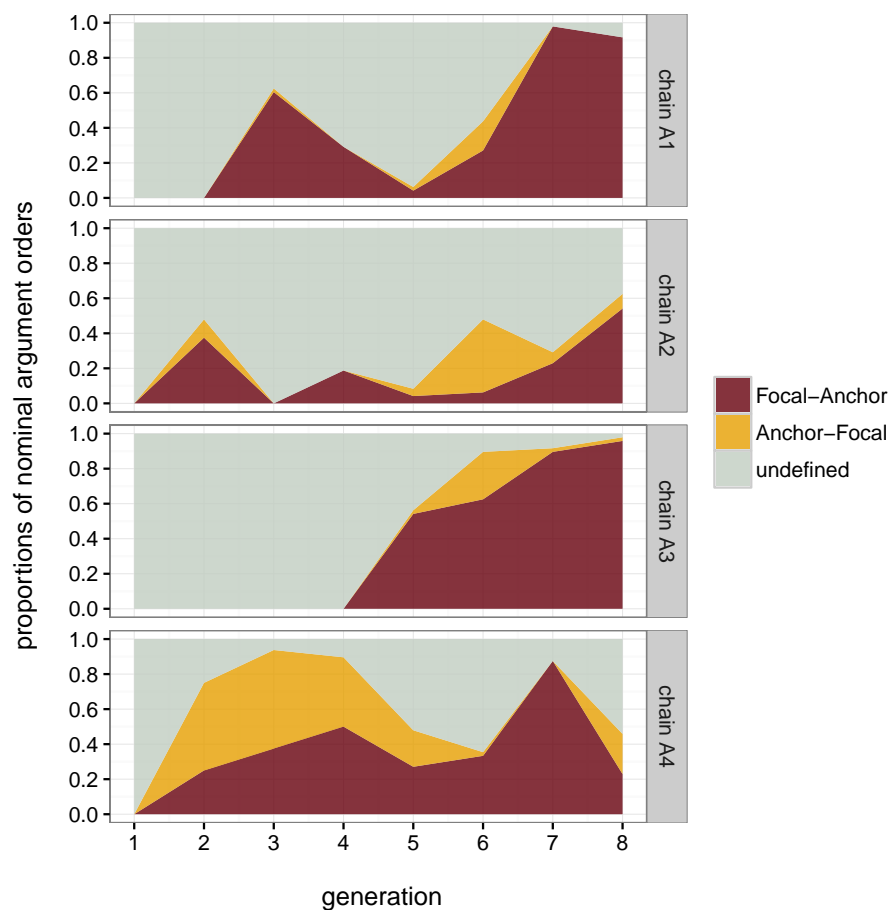 1.0
0.8
0.6
0.4
0.2
0.0
chain A1
1.0
0.8
0.6
0.4
0.2
0.0
chain A2
1.0
0.8
0.6
0.4
0.2
0.0
chain A3
1.0
0.8
0.6
0.4
0.2
0.0
chain A4
1 2 3 4 5 6 7 8
generation
proportions of nominal argument orders
Focal−Anchor
Anchor−Focal
undefined